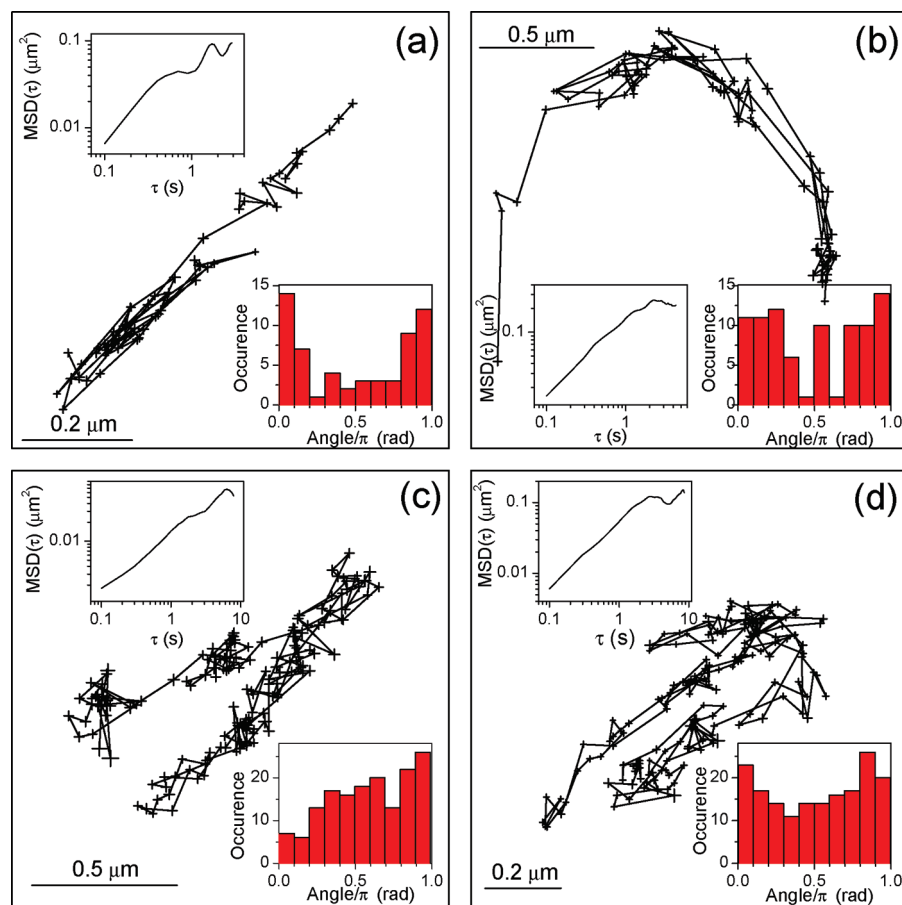 (a)
MSD(τ) (μm²)
0.1
0.01
0.1 1
τ (s)
0.2 μm
Occurence
15
10
5
0
0.0 0.5 1.0
Angle/π (rad)
(b)
0.5 μm
MSD(τ) (μm²)
0.1
0.1 1
τ (s)
Occurence
15
10
5
0
0.0 0.5 1.0
Angle/π (rad)
(c)
MSD(τ) (μm²)
0.01
0.1 1 10
τ (s)
0.5 μm
Occurence
20
10
0
0.0 0.5 1.0
Angle/π (rad)
(d)
MSD(τ) (μm²)
0.1
0.01
0.1 1 10
τ (s)
0.2 μm
Occurence
20
10
0
0.0 0.5 1.0
Angle/π (rad)